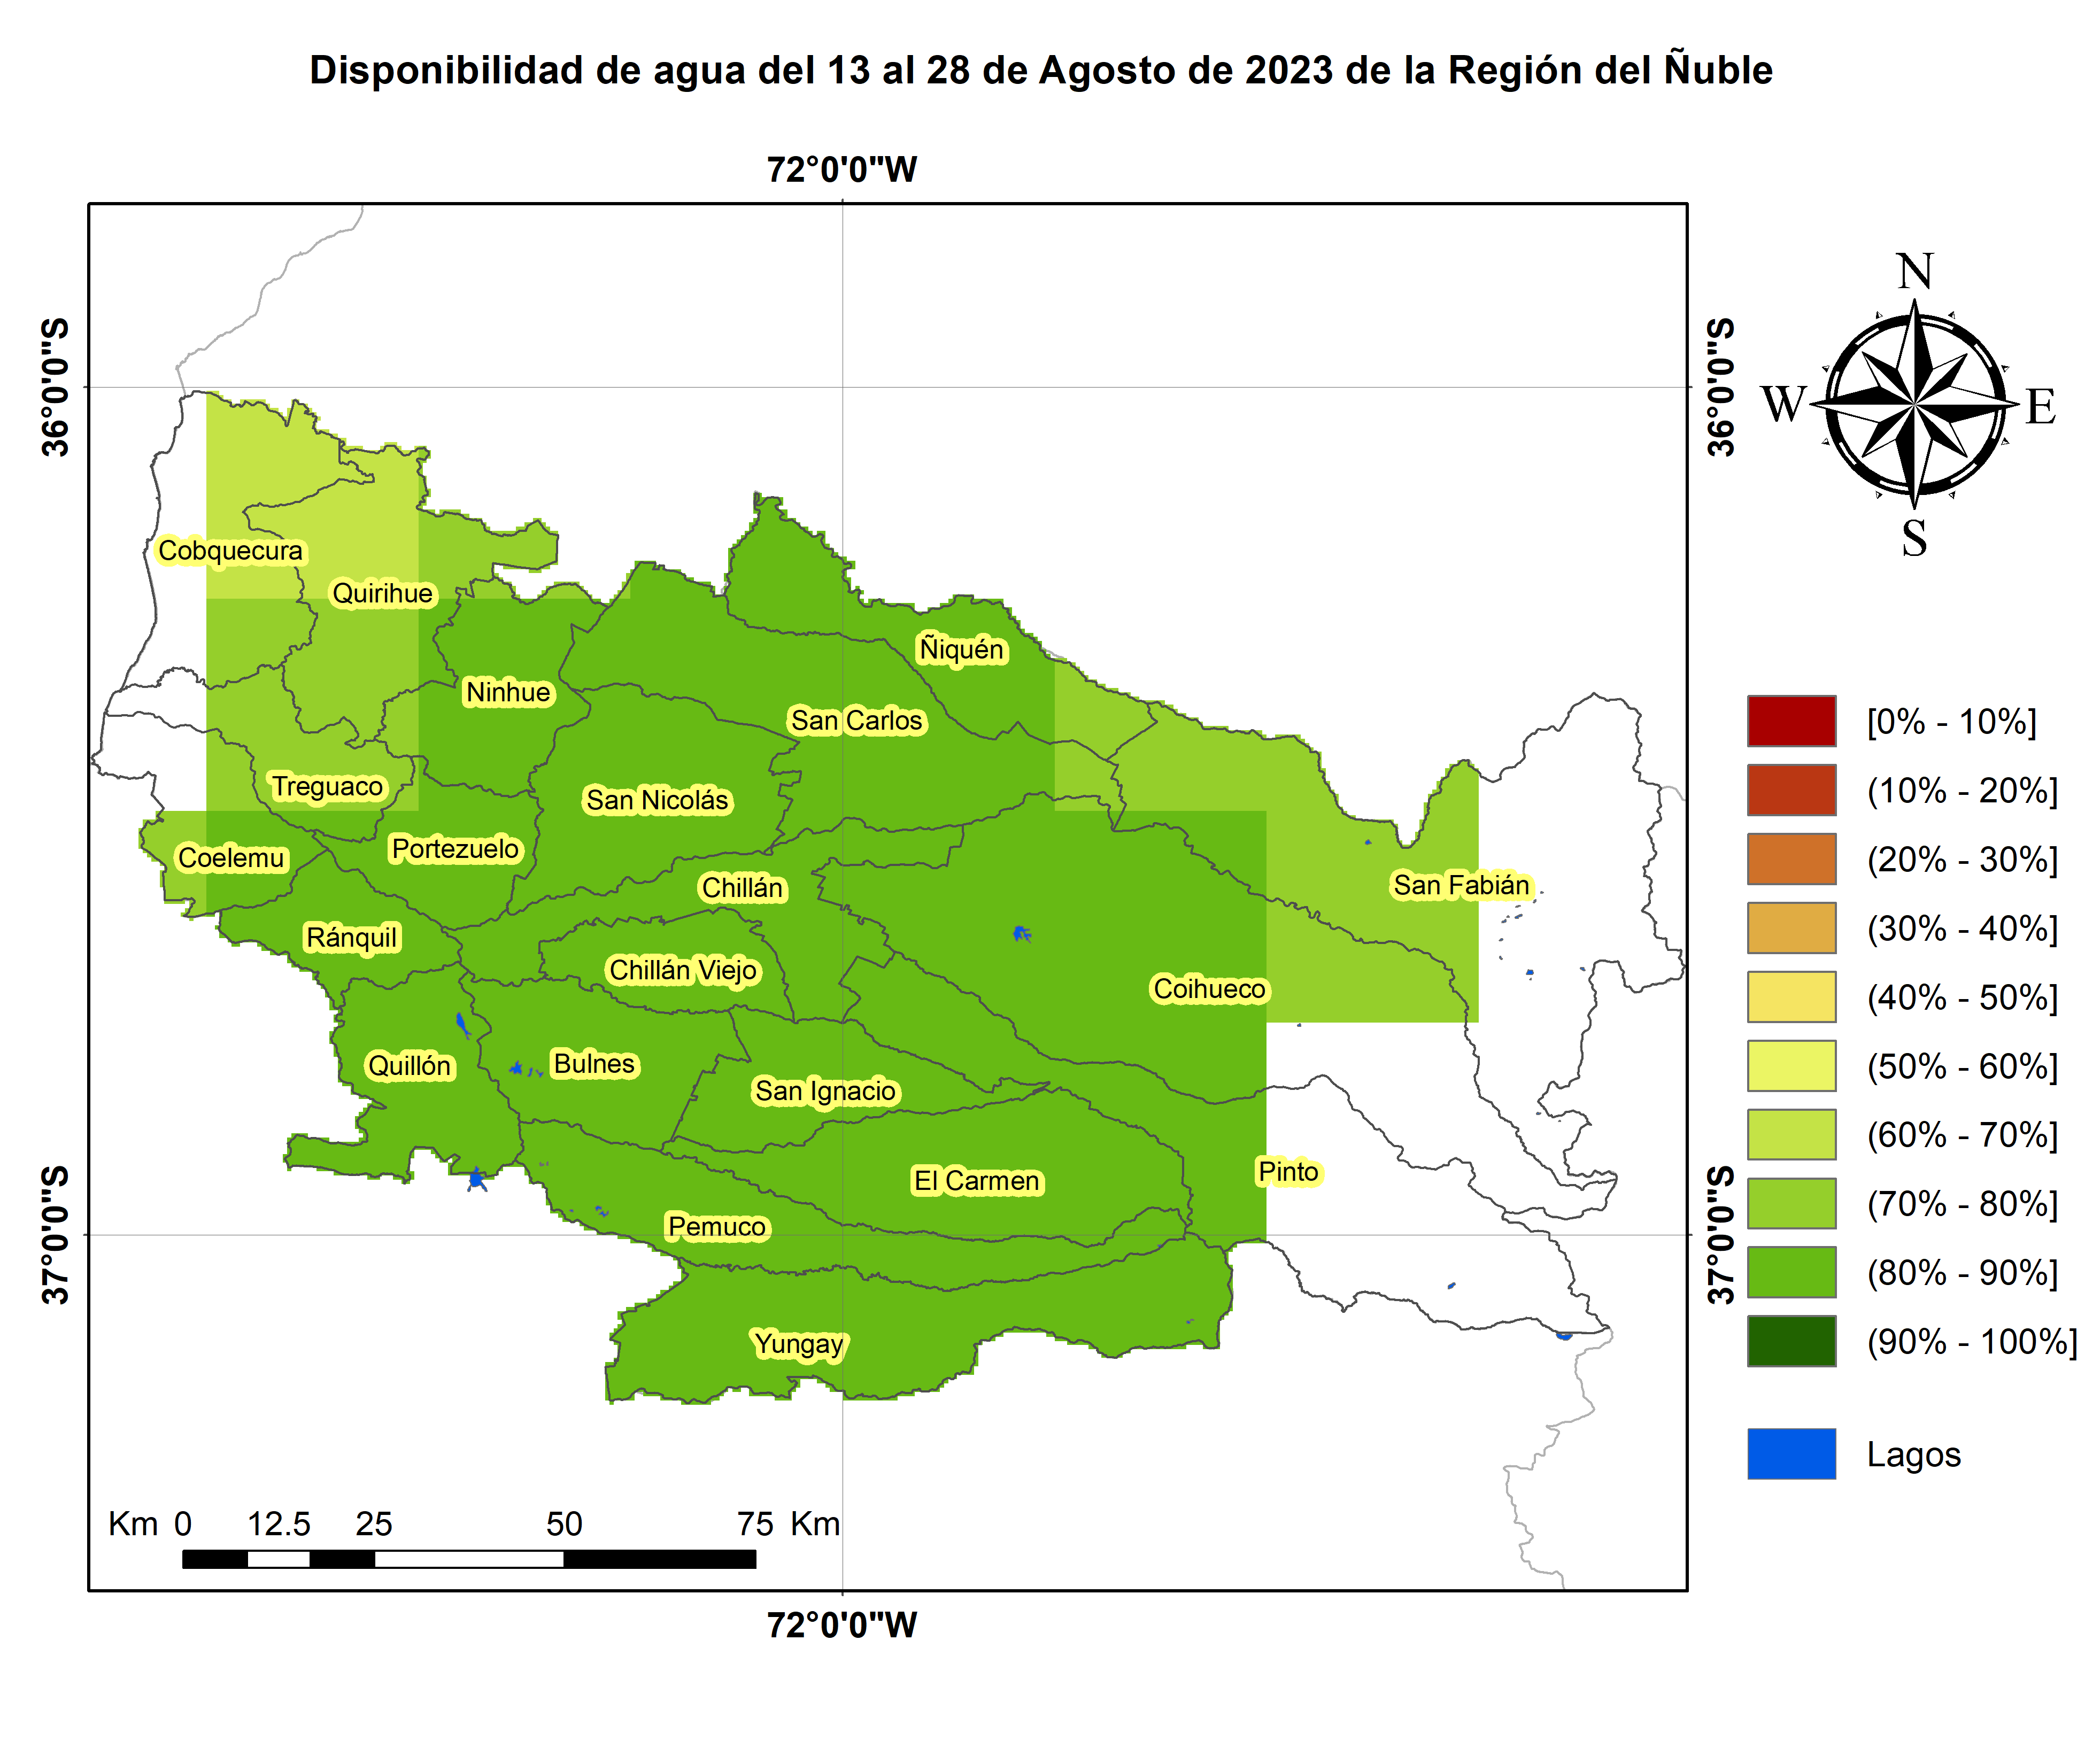 Disponibilidad de agua del 13 al 28 de Agosto de 2023 de la Región del Ñuble
72°0'0"W
N
W
E
S
36°0'0"S
36°0'0"S
Cobquecura
Quirihue
Ñiquén
Ninhue
San Carlos
Treguaco
San Nicolás
Portezuelo
Coelemu
Chillán
San Fabián
Ránquil
Chillán Viejo
Coihueco
Quillón
Bulnes
San Ignacio
El Carmen
Pinto
Pemuco
Yungay
37°0'0"S
37°0'0"S
[0% - 10%]
(10% - 20%]
(20% - 30%]
(30% - 40%]
(40% - 50%]
(50% - 60%]
(60% - 70%]
(70% - 80%]
(80% - 90%]
(90% - 100%]
Lagos
Km 0 12.5 25 50 75 Km
72°0'0"W